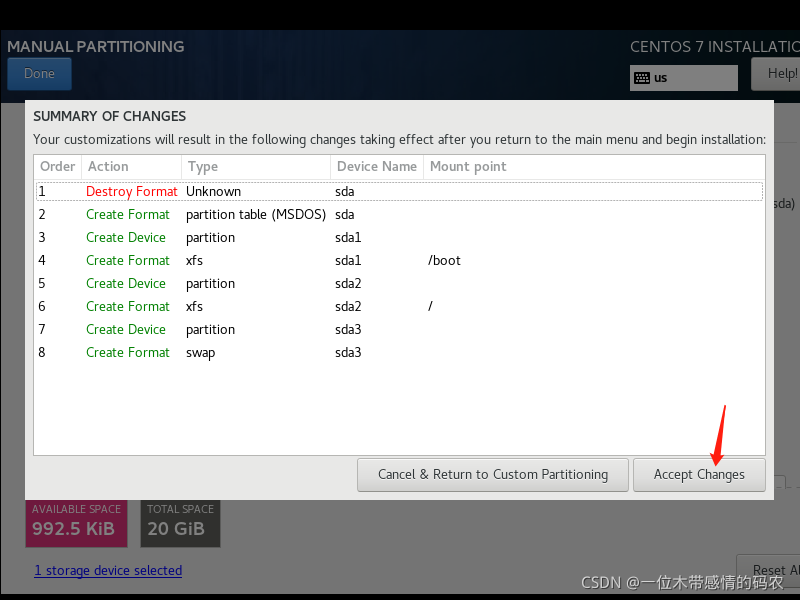 MANUAL PARTITIONING
CENTOS 7 INSTALLATIO
Done
us
Help!
SUMMARY OF CHANGES
Your customizations will result in the following changes taking effect after you return to the main menu and begin installation:
Order Action Type Device Name Mount point
1 Destroy Format Unknown sda
2 Create Format partition table (MSDOS) sda
3 Create Device partition sda1
4 Create Format xfs sda1 /boot
5 Create Device partition sda2
6 Create Format xfs sda2 /
7 Create Device partition sda3
8 Create Format swap sda3
sda)
Cancel & Return to Custom Partitioning
Accept Changes
AVAILABLE SPACE
992.5 KiB
TOTAL SPACE
20 GiB
1 storage device selected
Reset Al
CSDN @一位木带感情的码农